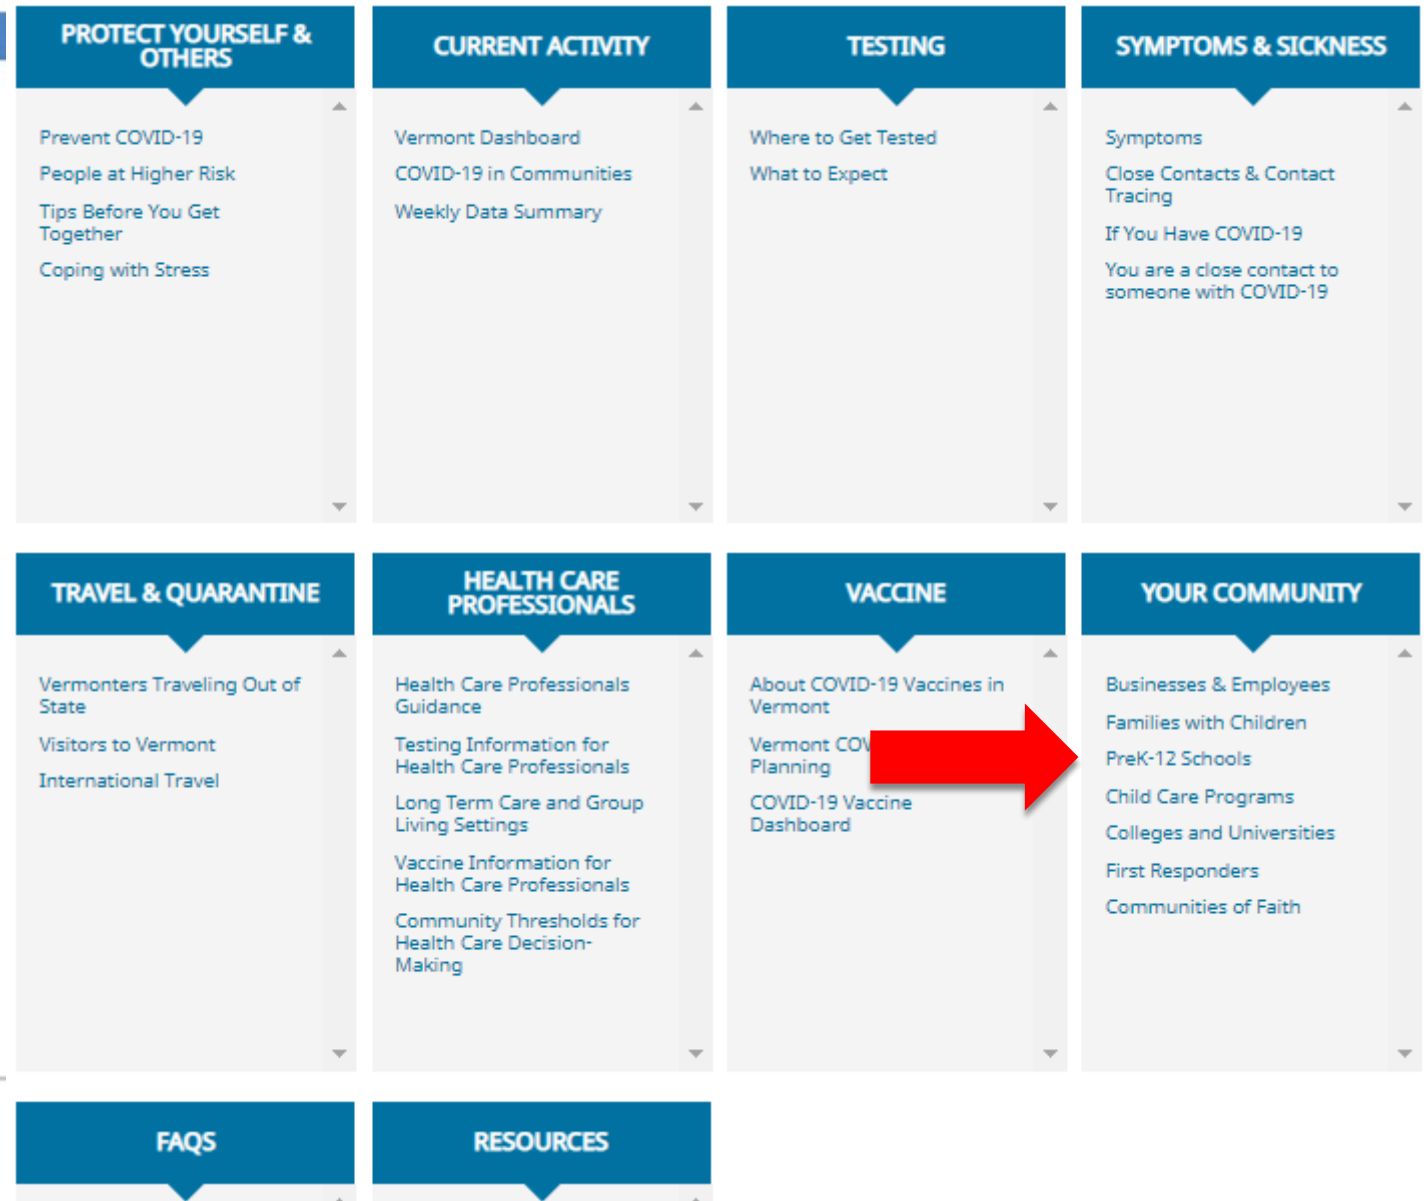 PROTECT YOURSELF &
OTHERS
Prevent COVID-19
People at Higher Risk
Tips Before You Get
Together
Coping with Stress
CURRENT ACTIVITY
Vermont Dashboard
COVID-19 in Communities
Weekly Data Summary
TESTING
Where to Get Tested
What to Expect
SYMPTOMS & SICKNESS
Symptoms
Close Contacts & Contact
Tracing
If You Have COVID-19
You are a close contact to
someone with COVID-19
TRAVEL & QUARANTINE
Vermonters Traveling Out of
State
Visitors to Vermont
International Travel
HEALTH CARE
PROFESSIONALS
Health Care Professionals
Guidance
Testing Information for
Health Care Professionals
Long Term Care and Group
Living Settings
Vaccine Information for
Health Care Professionals
Community Thresholds for
Health Care Decision-
Making
VACCINE
About COVID-19 Vaccines in
Vermont
Vermont
Planning
COVID-19 Vaccine
Dashboard
YOUR COMMUNITY
Businesses & Employees
Families with Children
PreK-12 Schools
Child Care Programs
Colleges and Universities
First Responders
Communities of Faith
FAQS
RESOURCES